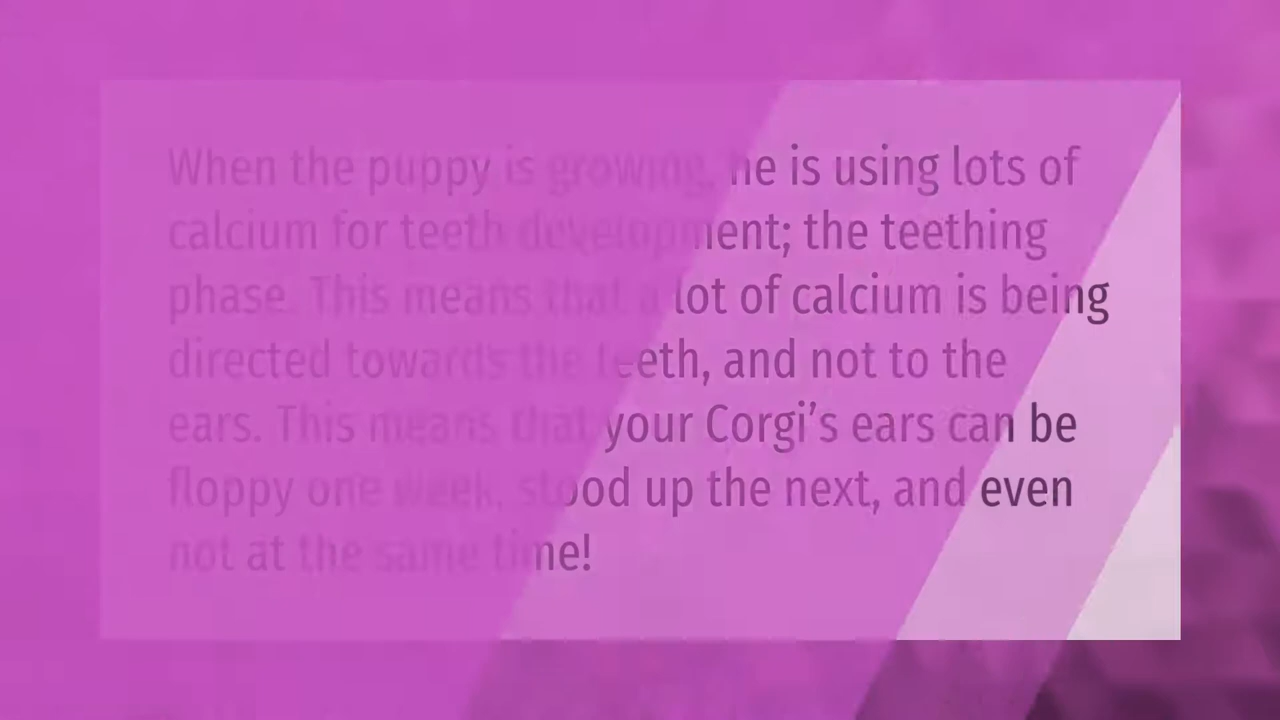 When the puppy is growing, he is using lots of
calcium for teeth development; the teething
phase. This means that a lot of calcium is being
directed towards the teeth, and not to the
ears. This means that your Corgi’s ears can be
floppy one week, stood up the next, and even
not at the same time!